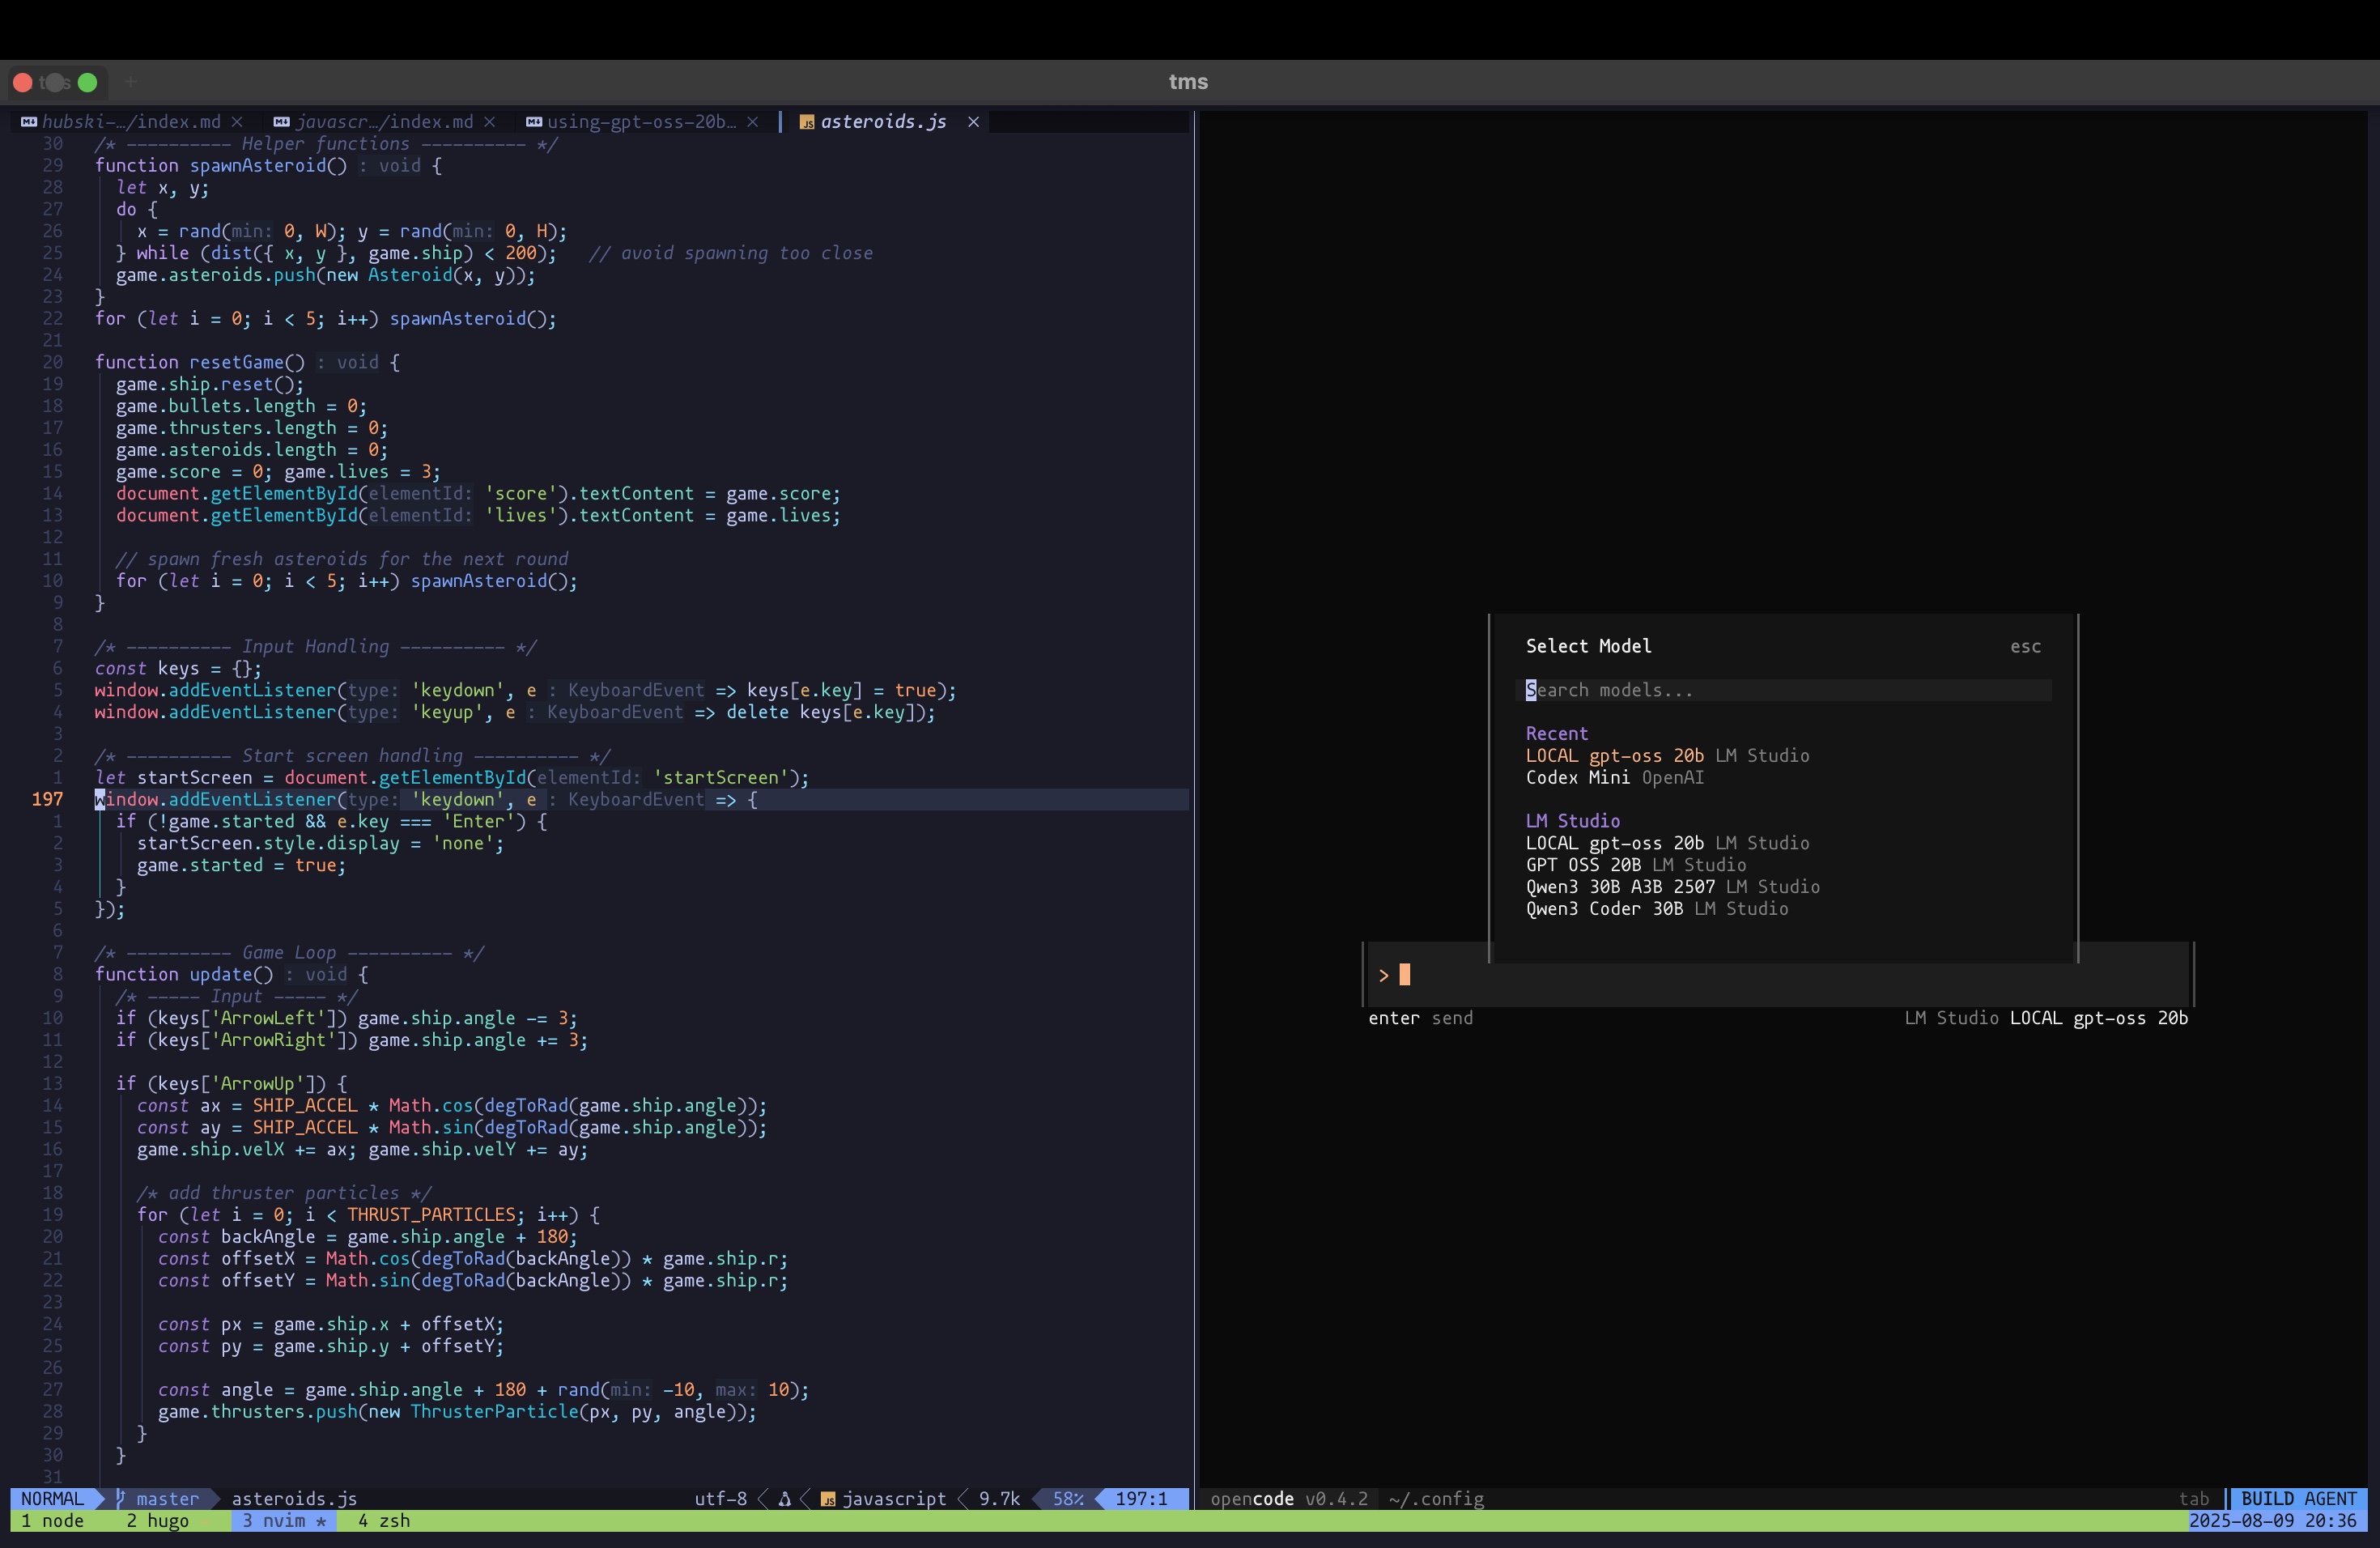 tms
hubski-…/index.md × javascr…/index.md × using-gpt-oss-20b… × asteroids.js ×
30 /* ---------- Helper functions ---------- */
29 function spawnAsteroid() : void {
28 let x, y;
27 do {
26 x = rand(min: 0, W); y = rand(min: 0, H);
25 } while (dist({ x, y }, game.ship) < 200); // avoid spawning too close
24 game.asteroids.push(new Asteroid(x, y));
23 }
22 for (let i = 0; i < 5; i++) spawnAsteroid();
21
20 function resetGame() : void {
19 game.ship.reset();
18 game.bullets.length = 0;
17 game.thrusters.length = 0;
16 game.asteroids.length = 0;
15 game.score = 0; game.lives = 3;
14 document.getElementById(elementId: 'score').textContent = game.score;
13 document.getElementById(elementId: 'lives').textContent = game.lives;
12
11 // spawn fresh asteroids for the next round
10 for (let i = 0; i < 5; i++) spawnAsteroid();
9 }
8
7 /* ---------- Input Handling ---------- */
6 const keys = {};
5 window.addEventListener(type: 'keydown', e : KeyboardEvent => keys[e.key] = true);
4 window.addEventListener(type: 'keyup', e : KeyboardEvent => delete keys[e.key]);
3
2 /* ---------- Start screen handling ---------- */
1 let startScreen = document.getElementById(elementId: 'startScreen');
197 window.addEventListener(type: 'keydown', e : KeyboardEvent => {
1 if (!game.started && e.key === 'Enter') {
2 startScreen.style.display = 'none';
3 game.started = true;
4 }
5 });
6
7 /* ---------- Game Loop ---------- */
8 function update() : void {
9 /* ----- Input ----- */
10 if (keys['ArrowLeft']) game.ship.angle -= 3;
11 if (keys['ArrowRight']) game.ship.angle += 3;
12
13 if (keys['ArrowUp']) {
14 const ax = SHIP_ACCEL * Math.cos(degToRad(game.ship.angle));
15 const ay = SHIP_ACCEL * Math.sin(degToRad(game.ship.angle));
16 game.ship.velX += ax; game.ship.velY += ay;
17
18 /* add thruster particles */
19 for (let i = 0; i < THRUST_PARTICLES; i++) {
20 const backAngle = game.ship.angle + 180;
21 const offsetX = Math.cos(degToRad(backAngle)) * game.ship.r;
22 const offsetY = Math.sin(degToRad(backAngle)) * game.ship.r;
23
24 const px = game.ship.x + offsetX;
25 const py = game.ship.y + offsetY;
26
27 const angle = game.ship.angle + 180 + rand(min: -10, max: 10);
28 game.thrusters.push(new ThrusterParticle(px, py, angle));
29 }
30 }
31
NORMAL master asteroids.js utf-8 javascript 9.7k 58% 197:1
Select Model esc
Search models...
Recent
LOCAL gpt-oss 20b LM Studio
Codex Mini OpenAI
LM Studio
LOCAL gpt-oss 20b LM Studio
GPT OSS 20B LM Studio
Qwen3 30B A3B 2507 LM Studio
Qwen3 Coder 30B LM Studio
>
enter send LM Studio LOCAL gpt-oss 20b
opencode v0.4.2 ~/.config tab BUILD AGENT
1 node 2 hugo 3 nvim * 4 zsh 2025-08-09 20:36